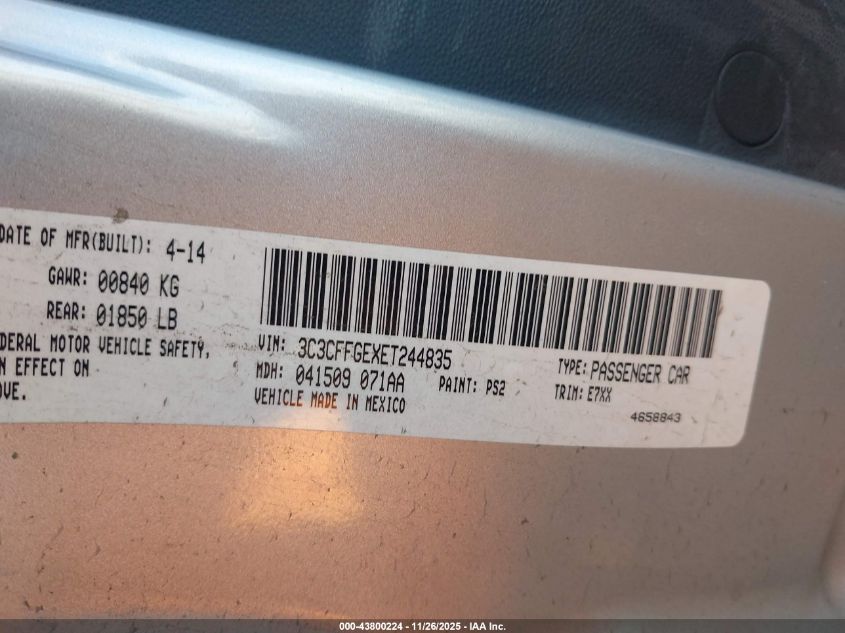 DATE OF MFR(BUILT): 4-14
GAWR: 00840 KG
REAR: 01850 LB
DERAL MOTOR VEHICLE SAFETY,
N EFFECT ON
OVE.
VIN: 3C3CFFGEXET244835
MDH: 041509 071AA PAINT: PS2
VEHICLE MADE IN MEXICO
TYPE: PASSENGER CAR
TRIM: E7XX
4658843
000-43800224 - 11/26/2025 - IAA Inc.